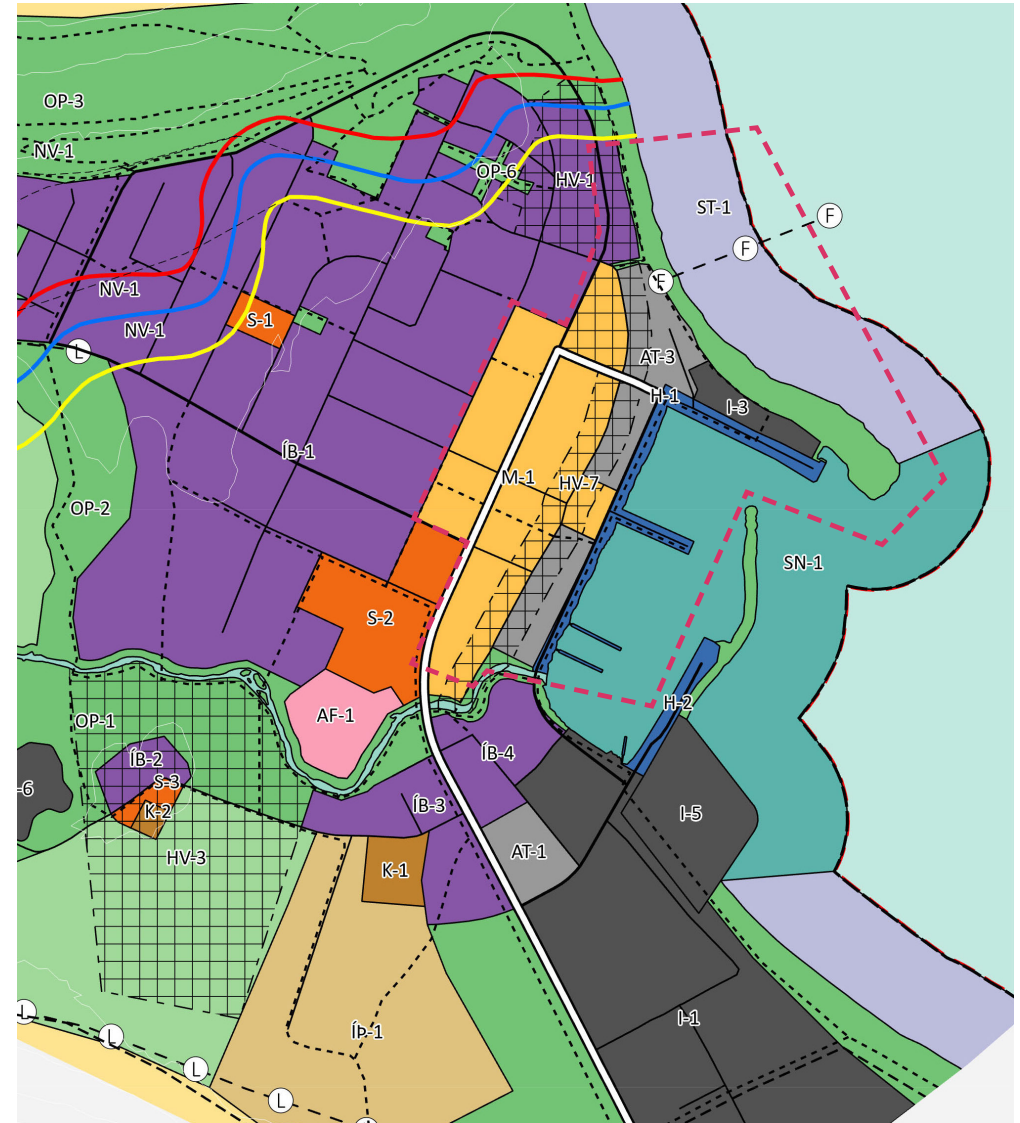 OP-3
NV-1
OP-6
HV-1
ST-1
F
F
F
NV-1
NV-1
S-1
L
AT-3
H-1
I-3
ÍB-1
M-1
HV-7
OP-2
SN-1
S-2
H-2
AF-1
OP-1
ÍB-2
S-3
K-2
-6
ÍB-4
ÍB-3
I-5
HV-3
K-1
AT-1
L
L
L
L
ÍÞ-1
I-1